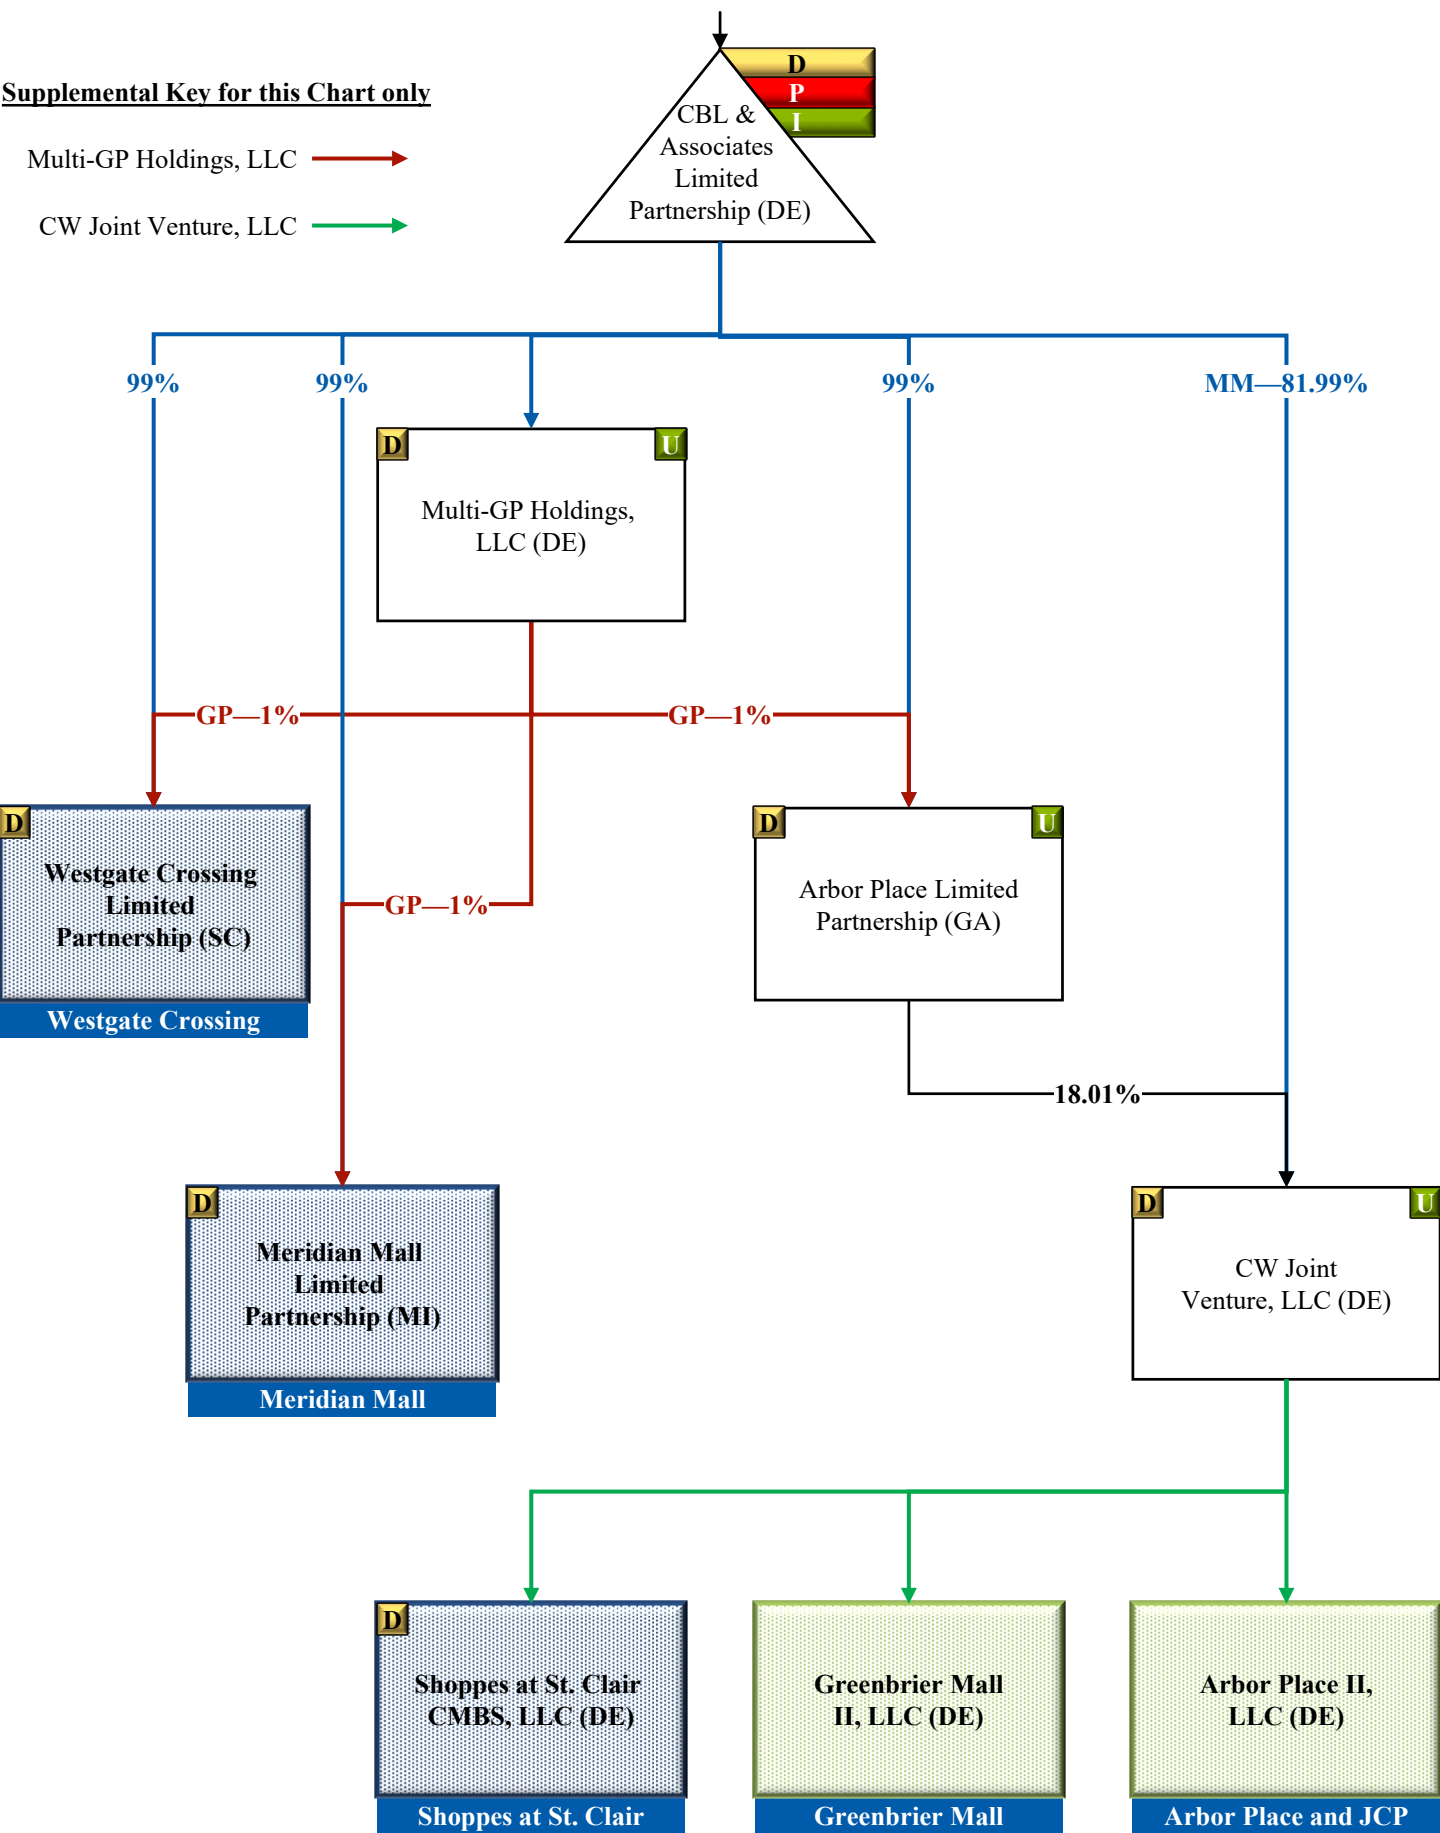 D
P
I
CBL &
Associates
Limited
Partnership (DE)
Supplemental Key for this Chart only
Multi-GP Holdings, LLC
CW Joint Venture, LLC
99%
99%
99%
MM—81.99%
D
U
Multi-GP Holdings,
LLC (DE)
GP—1%
GP—1%
D
Westgate Crossing
Limited
Partnership (SC)
Westgate Crossing
GP—1%
D
U
Arbor Place Limited
Partnership (GA)
18.01%
D
Meridian Mall
Limited
Partnership (MI)
Meridian Mall
D
U
CW Joint
Venture, LLC (DE)
D
Shoppes at St. Clair
CMBS, LLC (DE)
Shoppes at St. Clair
Greenbrier Mall
II, LLC (DE)
Greenbrier Mall
Arbor Place II,
LLC (DE)
Arbor Place and JCP